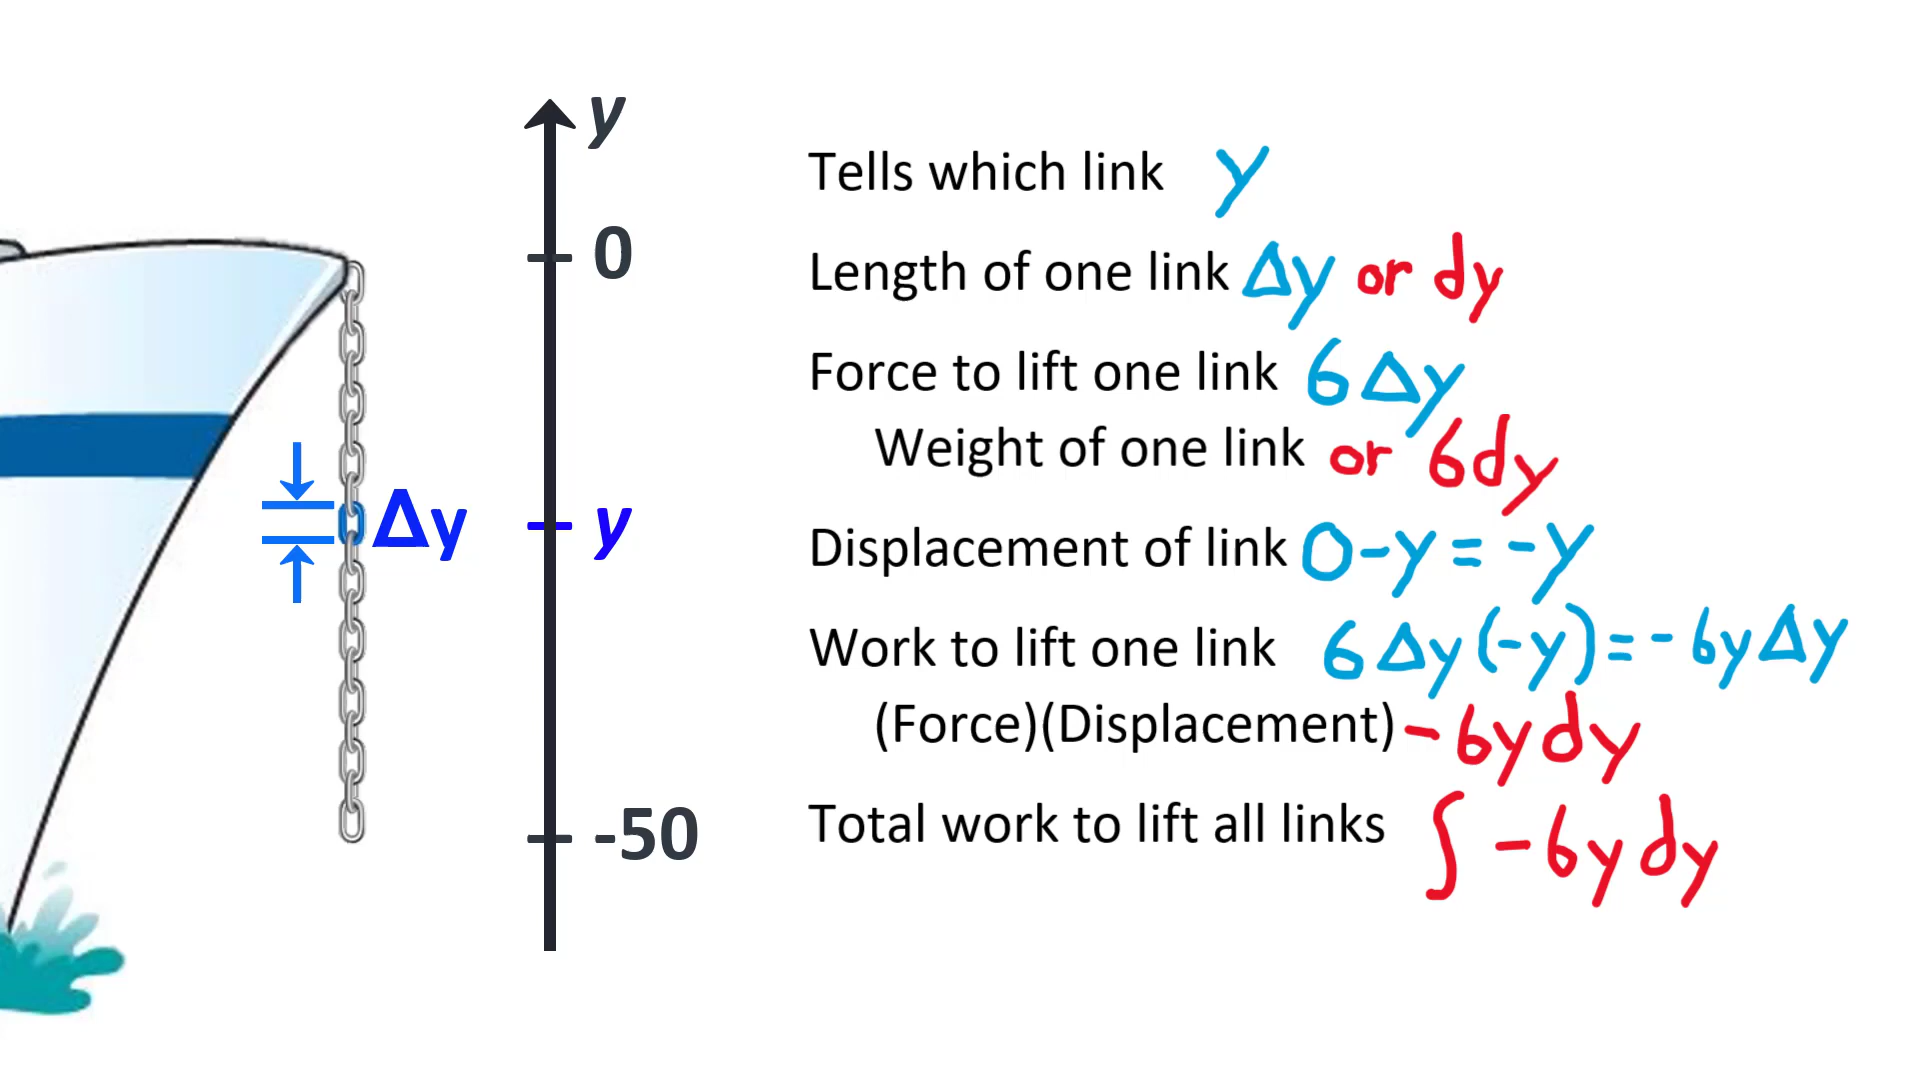 y
0
Δy
y
-50
Tells which link y
Length of one link Δy or dy
Force to lift one link 6Δy
Weight of one link or 6dy
Displacement of link 0-y=-y
Work to lift one link 6Δy(-y)=-6yΔy
(Force)(Displacement) -6ydy
Total work to lift all links ∫-6ydy